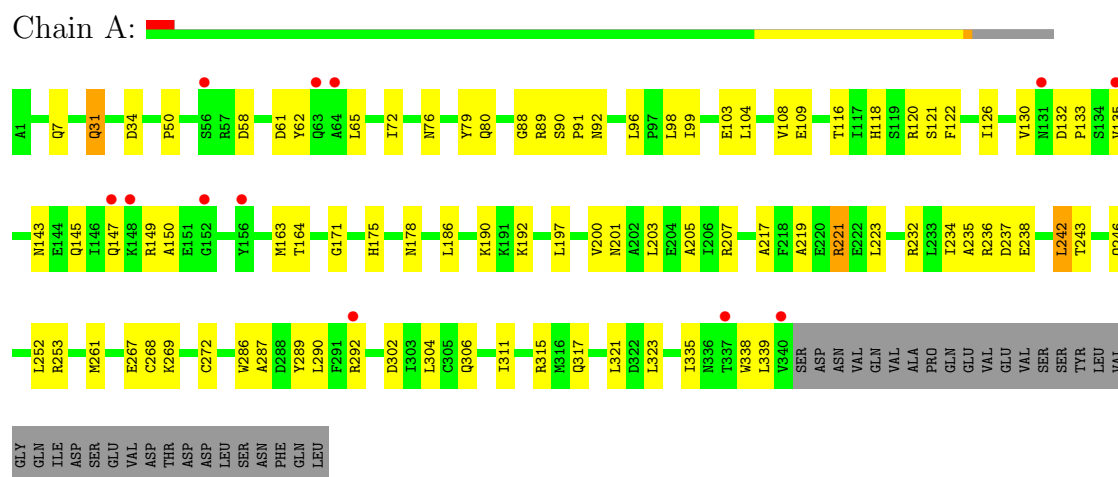 Chain A:
A1 Q7 Q31 D34 P50 S56 R57 D58 D61 Y62 Q63 A64 L65 I72 N76 Y79 Q80 G88 R89 S90 P91 N92 L96 P97 L98 I99 E103 L104 V108 E109 T116 I117 H118 S119 R120 S121 F122 I126 V130 N131 D132 P133 S134 V135
N143 E144 Q145 I146 Q147 K148 R149 A150 E151 G152 Y156 M163 T164 G171 H175 N178 L186 K190 K191 K192 L197 V200 N201 A202 L203 E204 A205 I206 R207 A217 F218 A219 E220 R221 E222 L223 R232 L233 I234 A235 R236 D237 E238 L242 T243
L252 R253 M261 E267 C268 K269 C272 W286 A287 D288 Y289 L290 F291 R292 D302 I303 L304 C305 Q306 I311 R315 M316 Q317 L321 D322 L323 I335 N336 T337 W338 L339 V340 SER ASP ASN VAL GLN VAL ALA PRO GLN GLU VAL GLU VAL SER SER TYR LEU VAL
GLY GLN ILE ASP SER GLU VAL ASP THR ASP ASP LEU SER ASN PHE GLN LEU